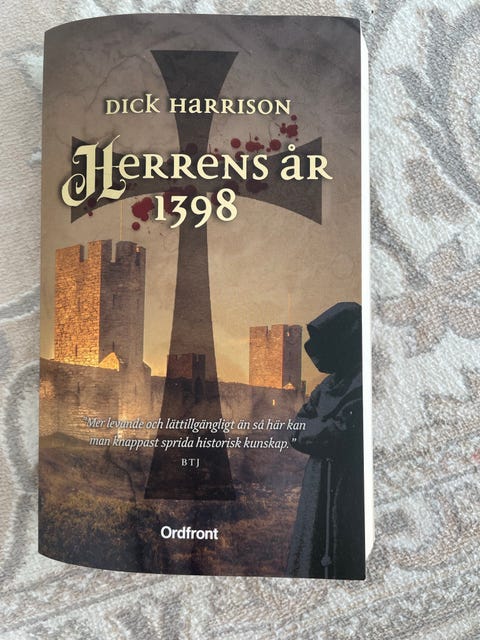 DICK HARRISON
HERRENS ÅR
1398
"Mer levande och lättillgängligt än så här kan
man knappast sprida historisk kunskap."
BTJ
Ordfront